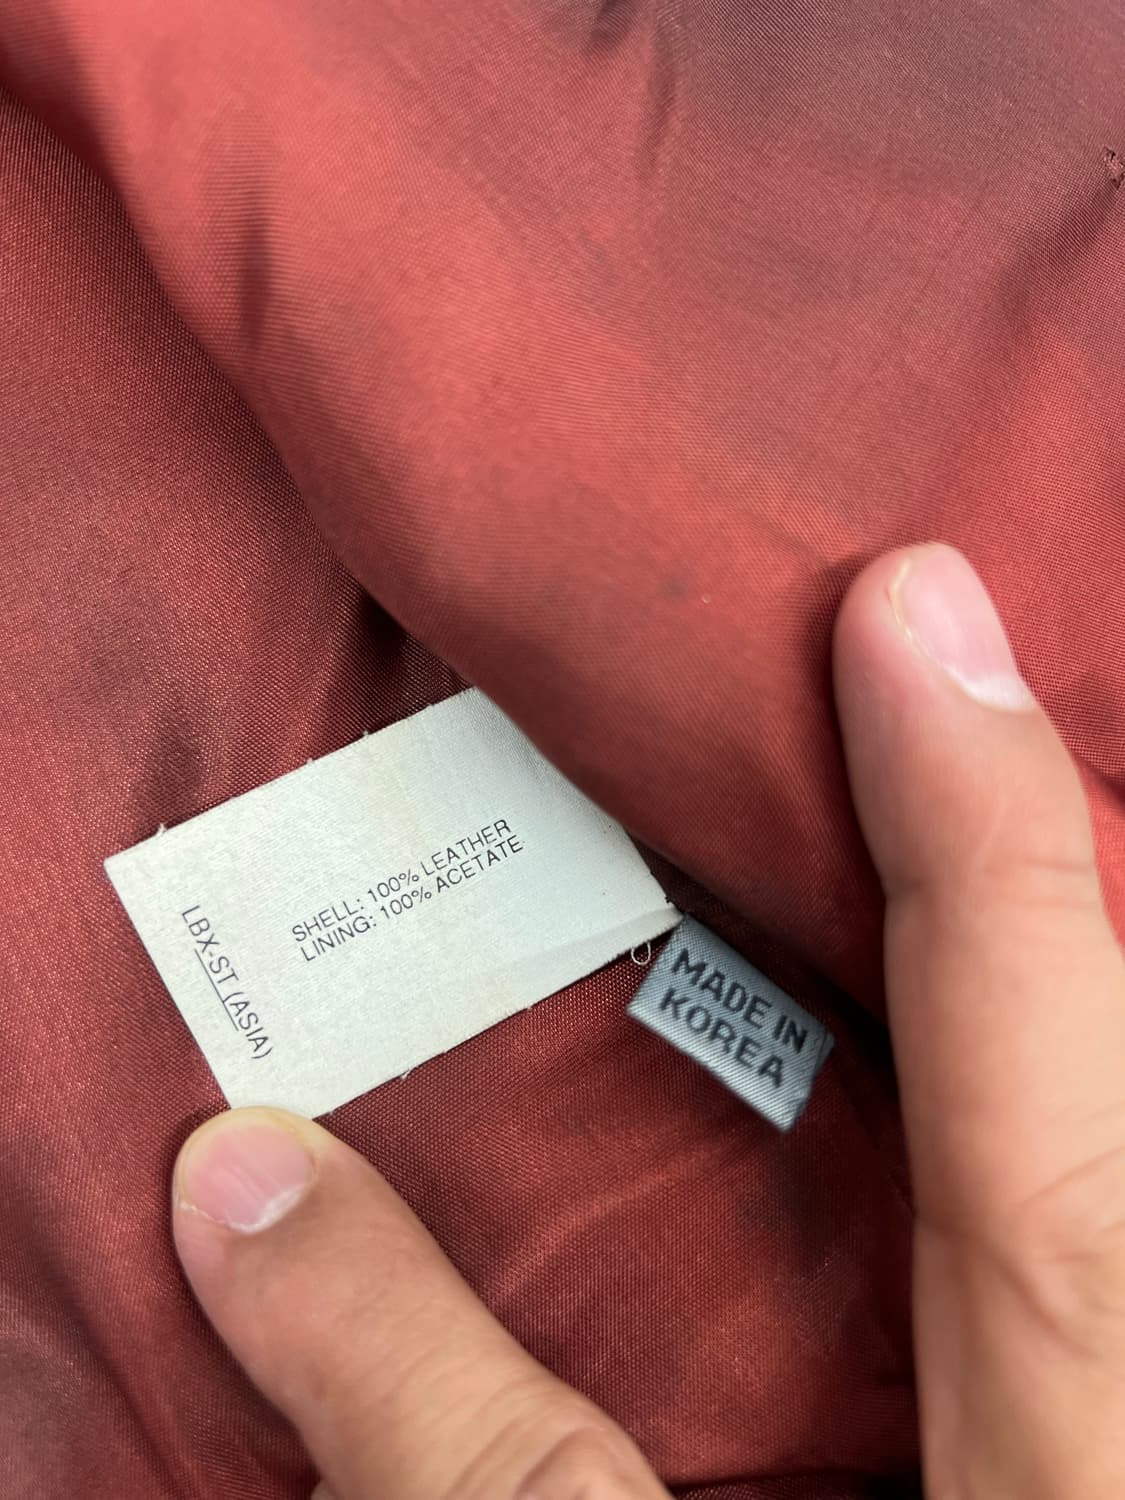 SHELL: 100% LEATHER
LINING: 100% ACETATE
LBX-ST (ASIA)
MADE IN
KOREA